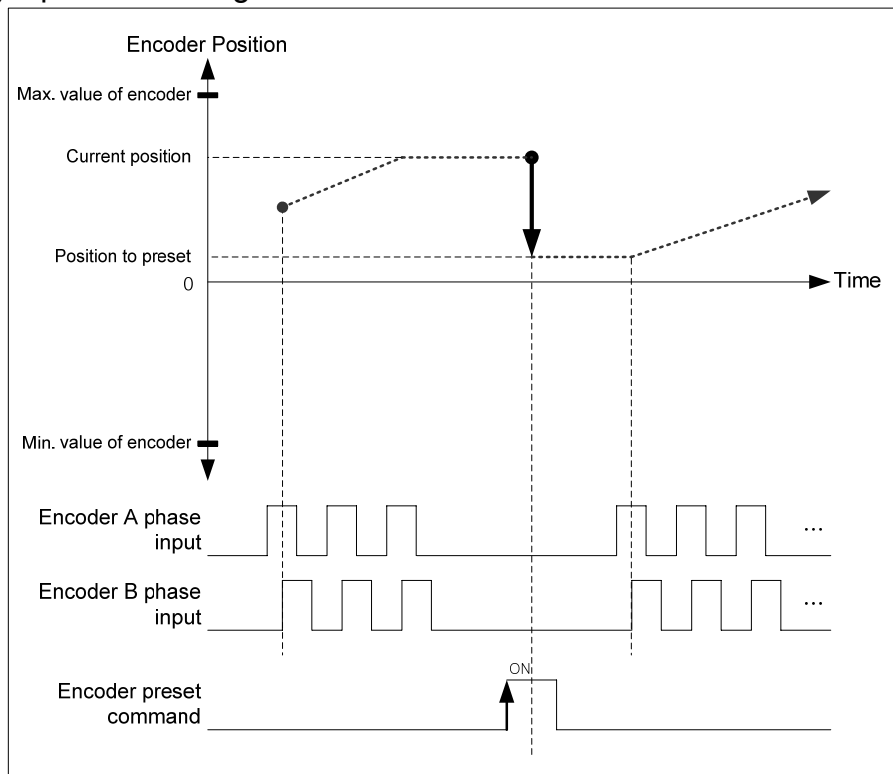 Encoder Position
Max. value of encoder
Current position
Position to preset
0
Time
Min. value of encoder
Encoder A phase
input
...
Encoder B phase
input
...
ON
Encoder preset
command